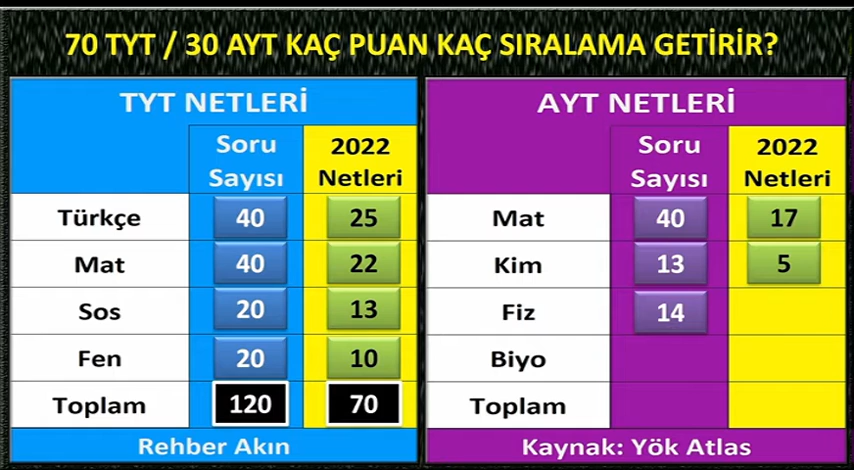 70 TYT / 30 AYT KAÇ PUAN KAÇ SIRALAMA GETİRİR?
TYT NETLERİ
Soru Sayısı 2022 Netleri
Türkçe 40 25
Mat 40 22
Sos 20 13
Fen 20 10
Toplam 120 70
Rehber Akın
AYT NETLERİ
Soru Sayısı 2022 Netleri
Mat 40 17
Kim 13 5
Fiz 14
Biyo
Toplam
Kaynak: Yök Atlas